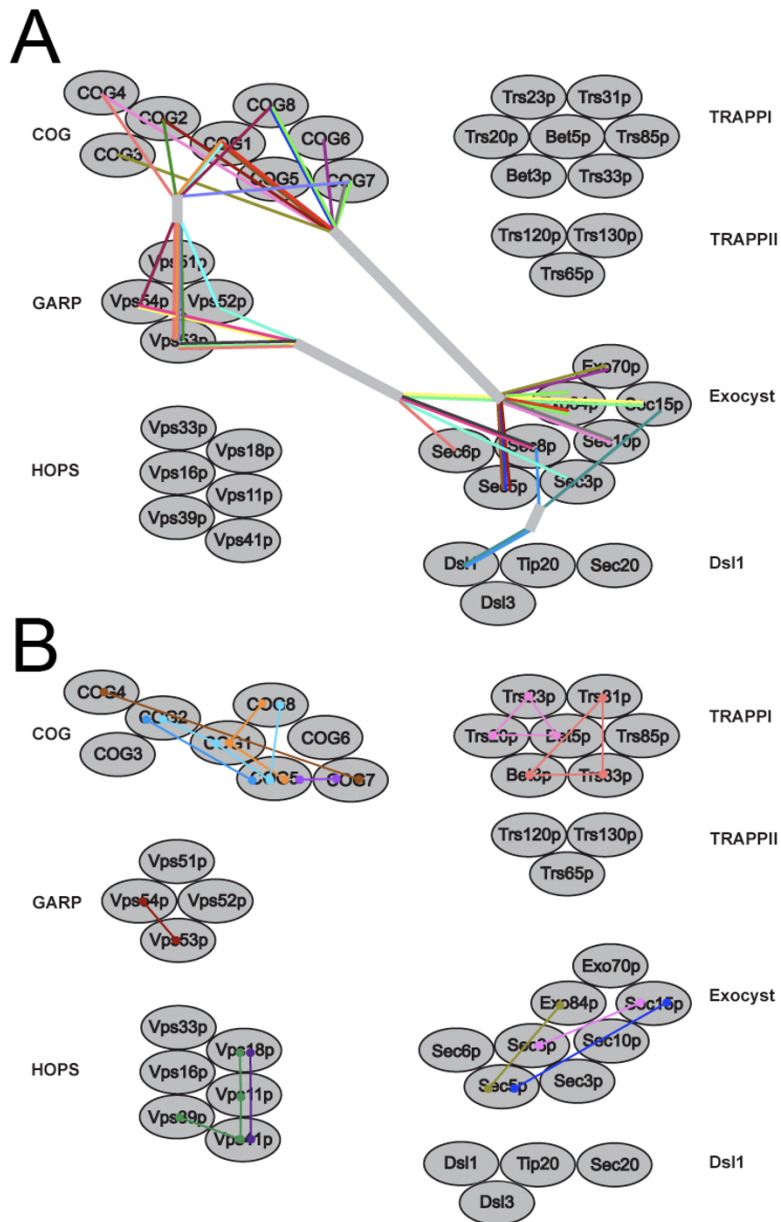 A
COG4
COG2
COG8
COG
COG1
COG6
COG3
COG5
COG7
Trs23p
Trs31p
TRAPPI
Trs20p
Bet5p
Trs85p
Bet3p
Trs33p
Trs120p
Trs130p
TRAPPII
Trs65p
Vps51p
GARP
Vps54p
Vps52p
Vps53p
Exo70p
Exocyst
Exo84p
Sec15p
Sec10p
Sec6p
Sec8p
Sec5p
Sec3p
HOPS
Vps33p
Vps18p
Vps16p
Vps11p
Vps39p
Vps41p
Dsl1
Tip20
Sec20
Dsl1
Dsl3
B
COG4
COG2
COG8
COG
COG1
COG6
COG3
COG5
COG7
Trs23p
Trs31p
TRAPPI
Trs20p
Bet5p
Trs85p
Bet3p
Trs33p
Trs120p
Trs130p
TRAPPII
Trs65p
Vps51p
GARP
Vps54p
Vps52p
Vps53p
Exo70p
Exocyst
Exo84p
Sec15p
Sec10p
Sec6p
Sec8p
Sec5p
Sec3p
HOPS
Vps33p
Vps18p
Vps16p
Vps11p
Vps39p
Vps41p
Dsl1
Tip20
Sec20
Dsl1
Dsl3